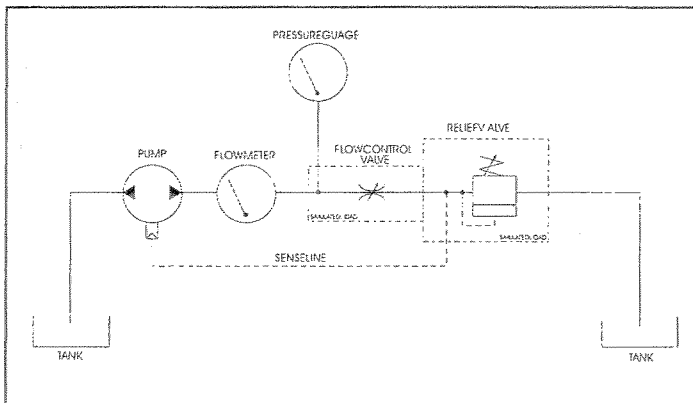 PRESSUREGUAGE
RELIEFV ALVE
FLOWCONTROL
VALVE
PUMP
FLOWMETER
SENSELINE
TANK
TANK